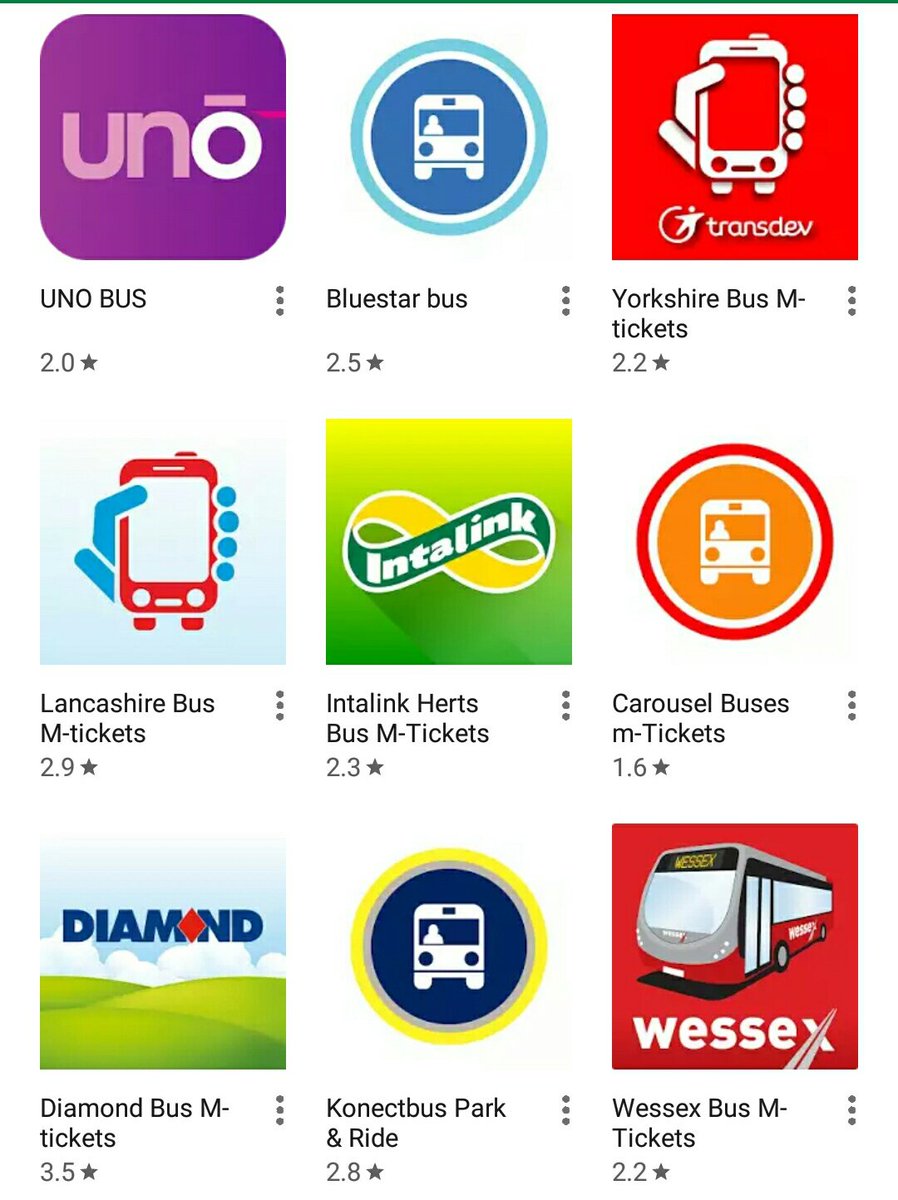 unō
transdev
UNO BUS
Bluestar bus
Yorkshire Bus M-
tickets
2.0★
2.5★
2.2★
Intalink
Lancashire Bus
M-tickets
Intalink Herts
Bus M-Tickets
Carousel Buses
m-Tickets
2.9★
2.3★
1.6★
DIAMOND
WESSEX
wessex
wessex
wessex
Diamond Bus M-
tickets
Konectbus Park
& Ride
Wessex Bus M-
Tickets
3.5★
2.8★
2.2★